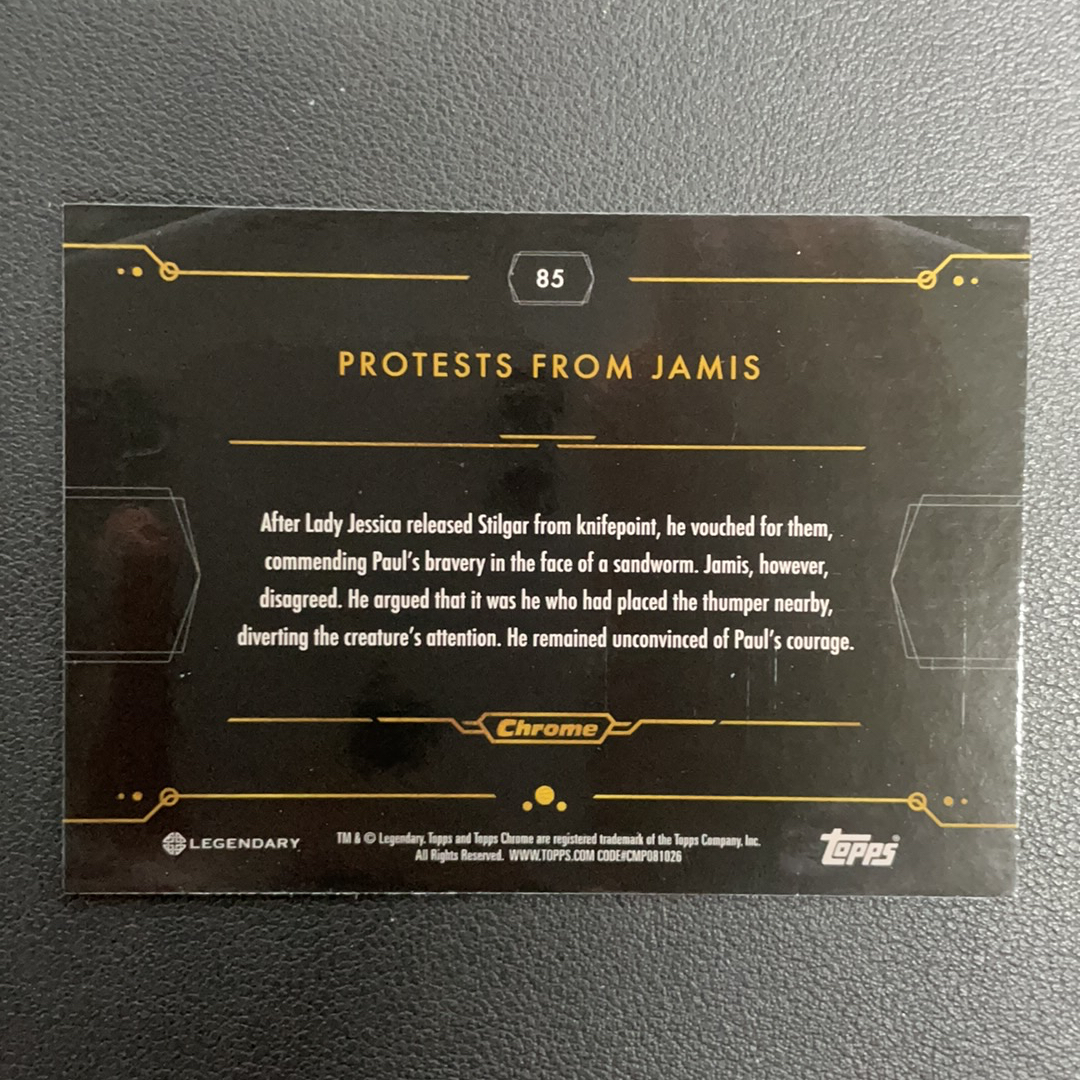 85
PROTESTS FROM JAMIS
After Lady Jessica released Stilgar from knifepoint, he vouched for them,
commending Paul's bravery in the face of a sandworm. Jamis, however,
disagreed. He argued that it was he who had placed the thumper nearby,
diverting the creature's attention. He remained unconvinced of Paul's courage.
Chrome
LEGENDARY
TM & © Legendary. Topps and Topps Chrome are registered trademark of the Topps Company, Inc.
All Rights Reserved. WWW.TOPPS.COM CODE#CMP081026
topps®